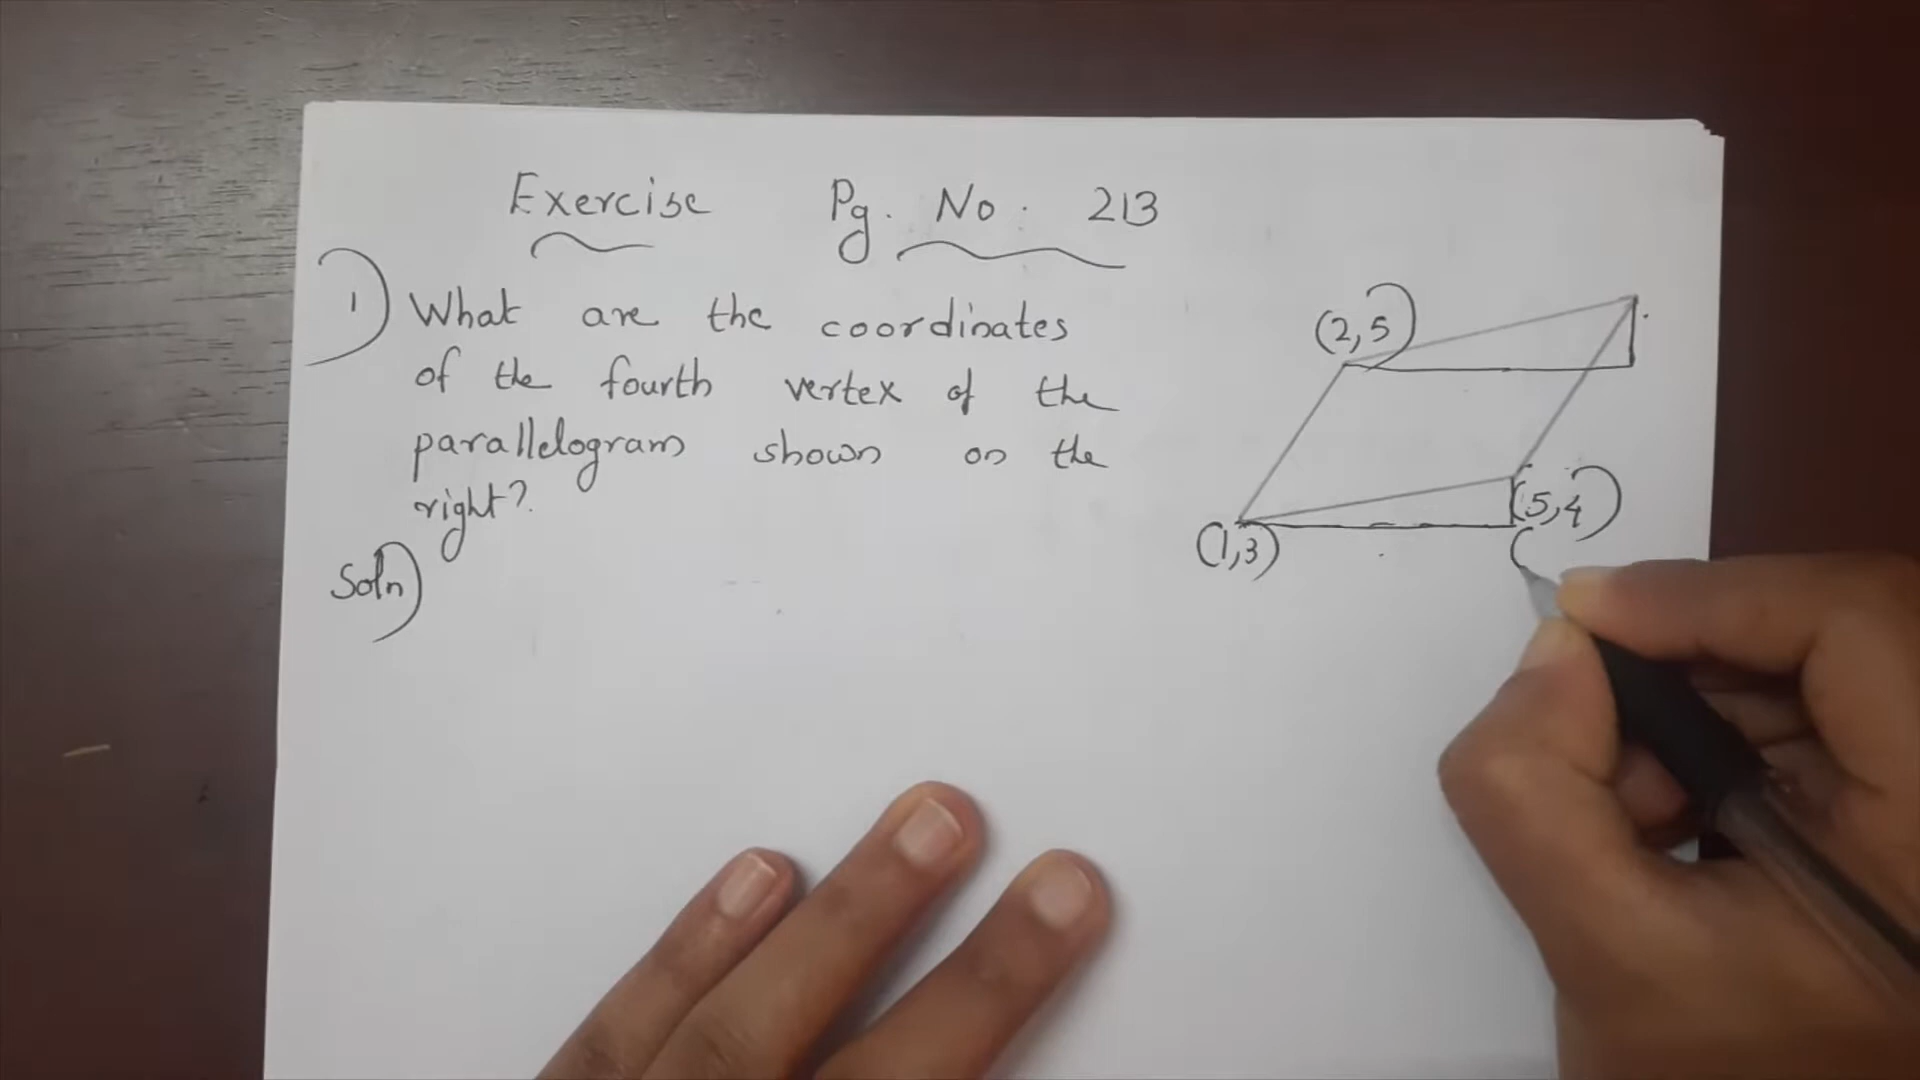 Exercise Pg. No. 213
1) What are the coordinates
of the fourth vertex of the
parallelogram shown on the
right?
Soln)
(2,5)
(5,4)
(1,3)
(